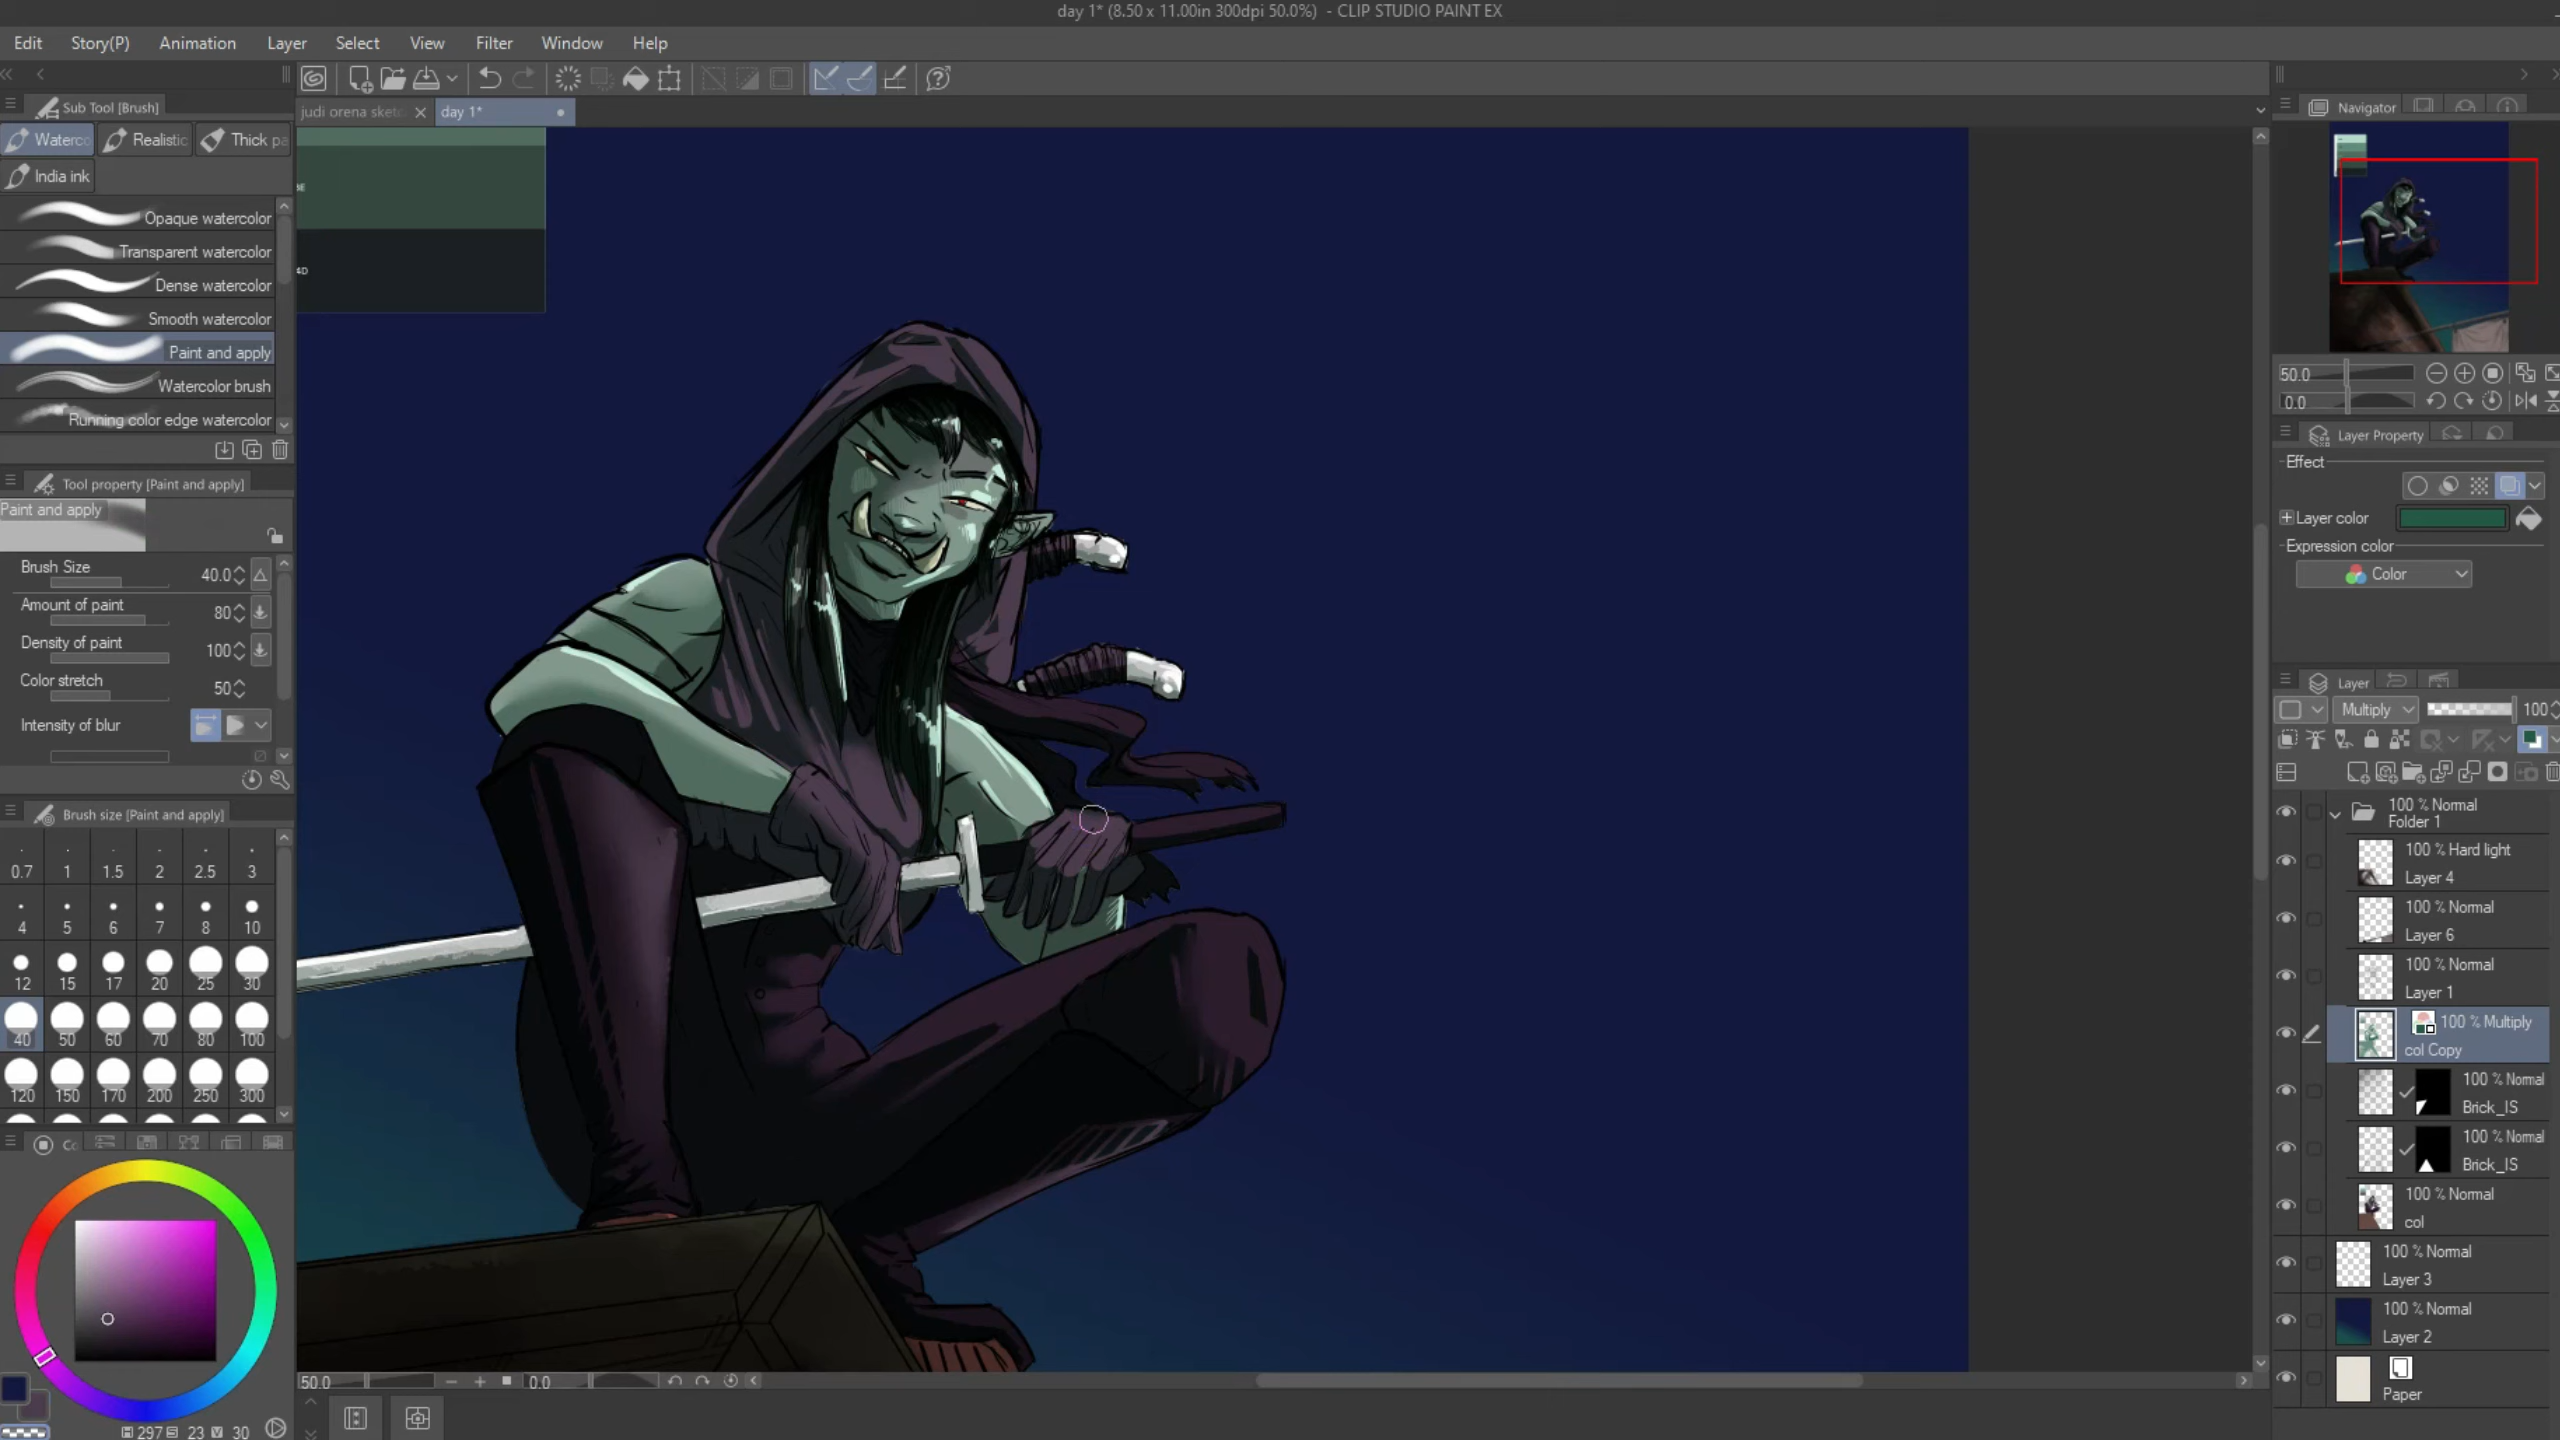 day 1* (8.50 x 11.00in 300dpi 50.0%) - CLIP STUDIO PAINT EX
Edit Story(P) Animation Layer Select View Filter Window Help
Sub Tool [Brush]
Waterco Realistic Thick pa
India ink
Opaque watercolor
Transparent watercolor
Dense watercolor
Smooth watercolor
Paint and apply
Watercolor brush
Running color edge watercolor
Tool property [Paint and apply]
Paint and apply
Brush Size 40.0
Amount of paint 80
Density of paint 100
Color stretch 50
Intensity of blur
Brush size [Paint and apply]
0.7 1 1.5 2 2.5 3
4 5 6 7 8 10
12 15 17 20 25 30
40 50 60 70 80 100
120 150 170 200 250 300
297 23 30
judi orena sketc day 1*
4D
50.0 0.0
Navigator
50.0
0.0
Layer Property
Effect
Layer color
Expression color
Color
Layer
Multiply 100
100 % Normal
Folder 1
100 % Hard light
Layer 4
100 % Normal
Layer 6
100 % Normal
Layer 1
100 % Multiply
col Copy
100 % Normal
Brick_IS
100 % Normal
Brick_IS
100 % Normal
col
100 % Normal
Layer 3
100 % Normal
Layer 2
Paper